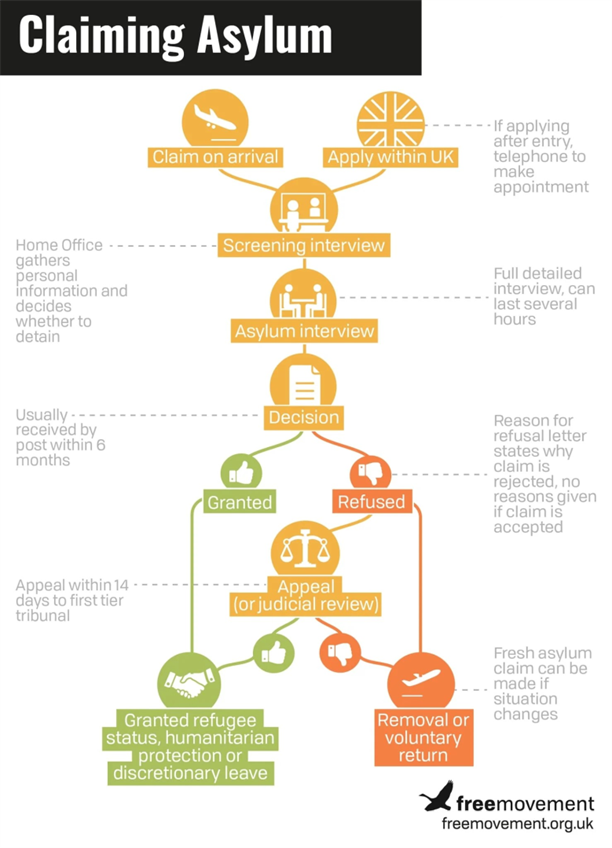 Claiming Asylum
Claim on arrival
Apply within UK
If applying
after entry,
telephone to
make
appointment
Screening interview
Home Office
gathers
personal
information and
decides
whether to
detain
Asylum interview
Full detailed
interview, can
last several
hours
Decision
Usually
received by
post within 6
months
Granted
Refused
Reason for
refusal letter
states why
claim is
rejected, no
reasons given
if claim is
accepted
Appeal
(or judicial review)
Appeal within 14
days to first tier
tribunal
Granted refugee
status, humanitarian
protection or
discretionary leave
Removal or
voluntary
return
Fresh asylum
claim can be
made if
situation
changes
freemovement
freemovement.org.uk